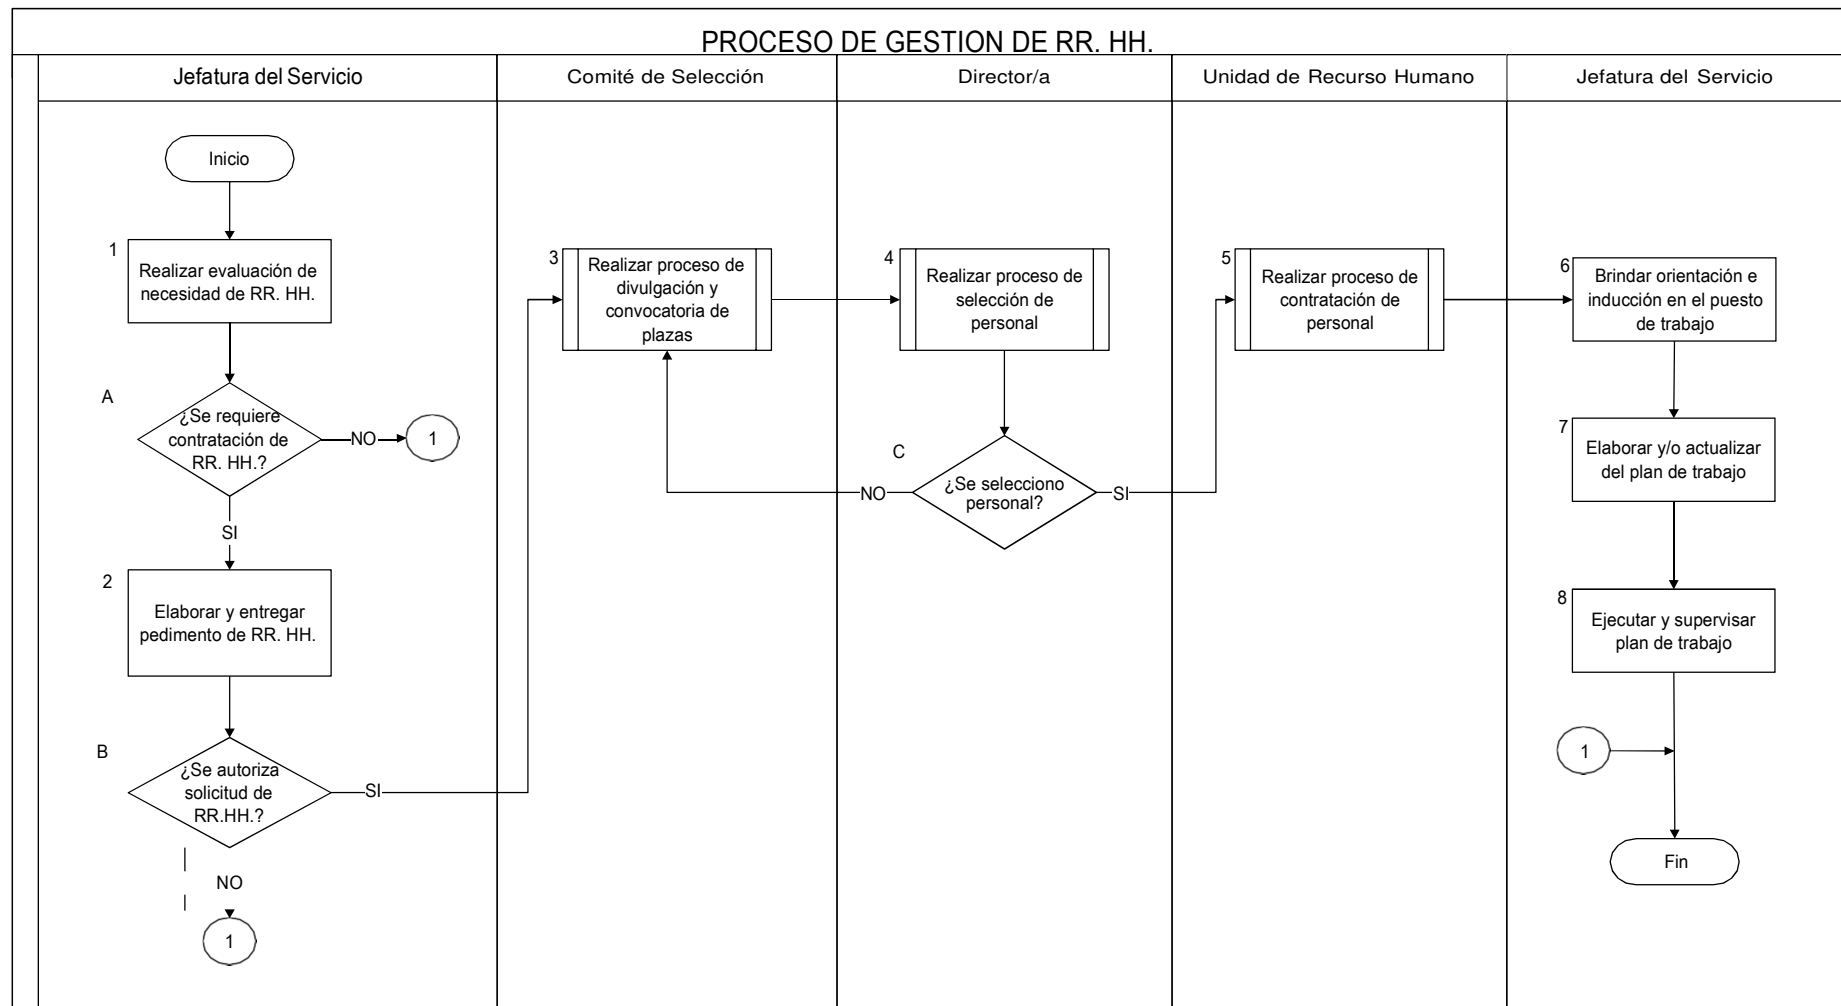 PROCESO DE GESTION DE RR. HH.
Jefatura del Servicio
Comité de Selección
Director/a
Unidad de Recurso Humano
Jefatura del Servicio
Inicio
1
Realizar evaluación de
necesidad de RR. HH.
A
¿Se requiere
contratación de
RR. HH.?
NO
1
SI
2
Elaborar y entregar
pedimento de RR. HH.
B
¿Se autoriza
solicitud de
RR.HH.?
SI
NO
1
3
Realizar proceso de
divulgación y
convocatoria de
plazas
4
Realizar proceso de
selección de
personal
C
¿Se selecciono
personal?
NO
SI
5
Realizar proceso de
contratación de
personal
6
Brindar orientación e
inducción en el puesto
de trabajo
7
Elaborar y/o actualizar
del plan de trabajo
8
Ejecutar y supervisar
plan de trabajo
1
Fin